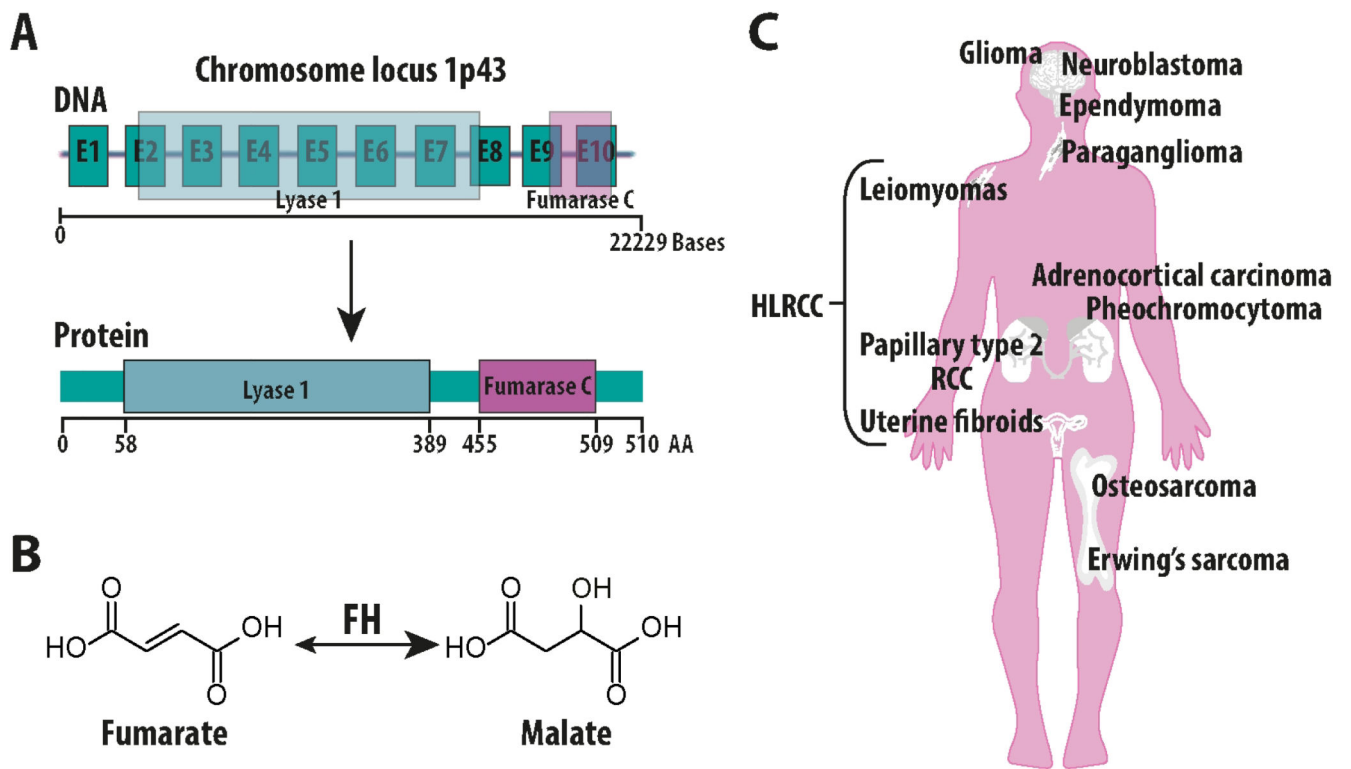 A
Chromosome locus 1p43
DNA
E1 E2 E3 E4 E5 E6 E7 E8 E9 E10
Lyase 1 Fumarase C
0 22229 Bases
Protein
Lyase 1 Fumarase C
0 58 389 455 509 510 AA
B
O OH
HO OH FH HO OH
O O O
Fumarate Malate
C
Glioma
Neuroblastoma
Ependymoma
Paraganglioma
Leiomyomas
Adrenocortical carcinoma
Pheochromocytoma
HLRCC
Papillary type 2
RCC
Uterine fibroids
Osteosarcoma
Erwing's sarcoma